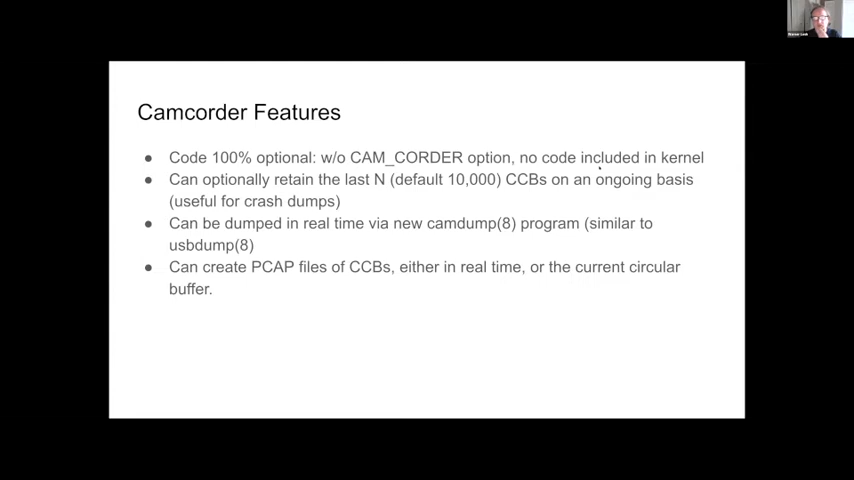 Camcorder Features
● Code 100% optional: w/o CAM_CORDER option, no code included in kernel
● Can optionally retain the last N (default 10,000) CCBs on an ongoing basis
(useful for crash dumps)
● Can be dumped in real time via new camdump(8) program (similar to
usbdump(8)
● Can create PCAP files of CCBs, either in real time, or the current circular
buffer.